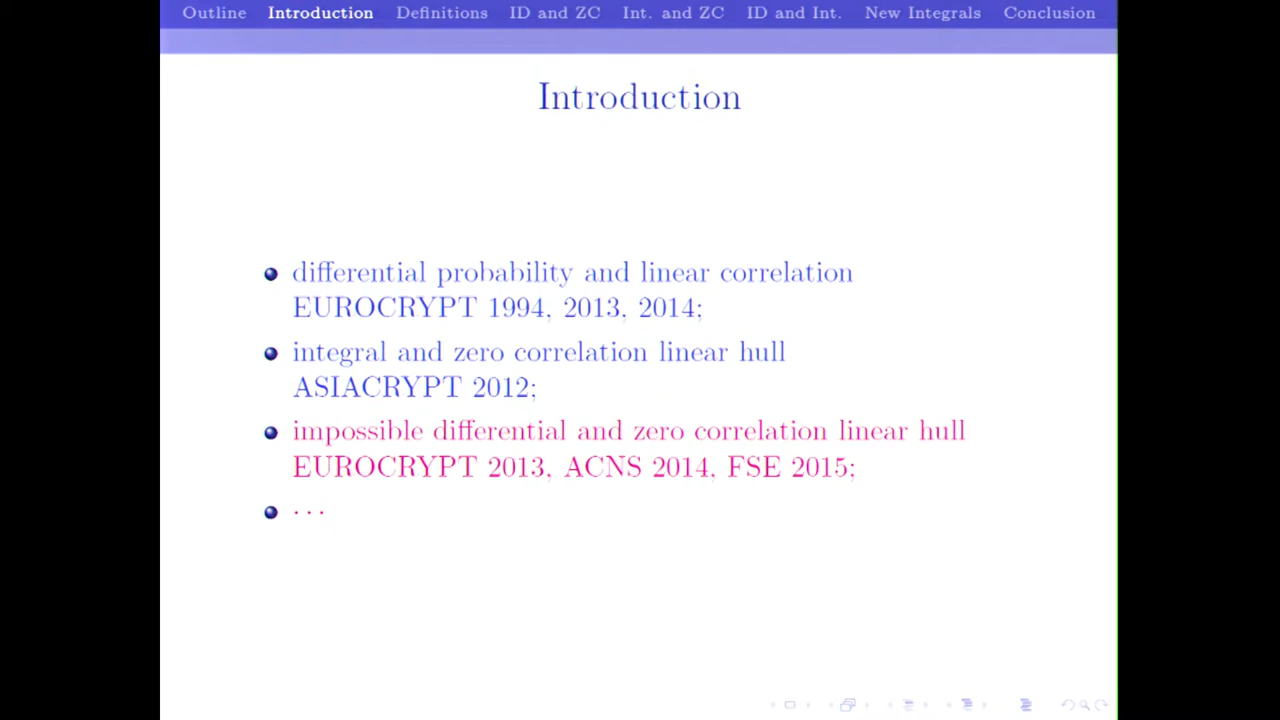 Outline Introduction Definitions ID and ZC Int. and ZC ID and Int. New Integrals Conclusion
Introduction
differential probability and linear correlation
EUROCRYPT 1994, 2013, 2014;
integral and zero correlation linear hull
ASIACRYPT 2012;
impossible differential and zero correlation linear hull
EUROCRYPT 2013, ACNS 2014, FSE 2015;
· · ·